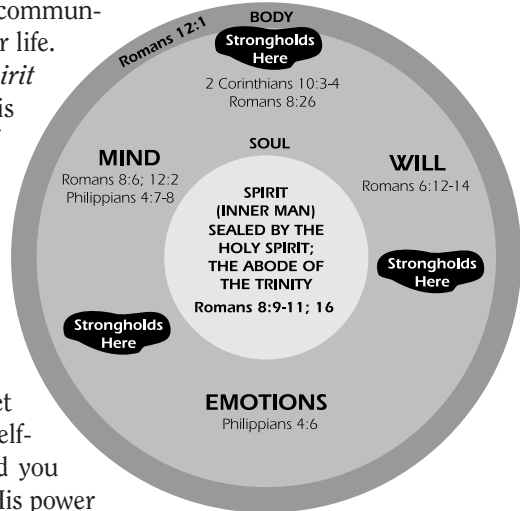 commun-
r life.
irit
is
BODY
Romans 12:1
Strongholds
Here
2 Corinthians 10:3-4
Romans 8:26
SOUL
MIND
Romans 8:6; 12:2
Philippians 4:7-8
WILL
Romans 6:12-14
SPIRIT
(INNER MAN)
SEALED BY THE
HOLY SPIRIT;
THE ABODE OF
THE TRINITY
Romans 8:9-11; 16
Strongholds
Here
Strongholds
Here
EMOTIONS
Philippians 4:6
et
elf-
d you
His power